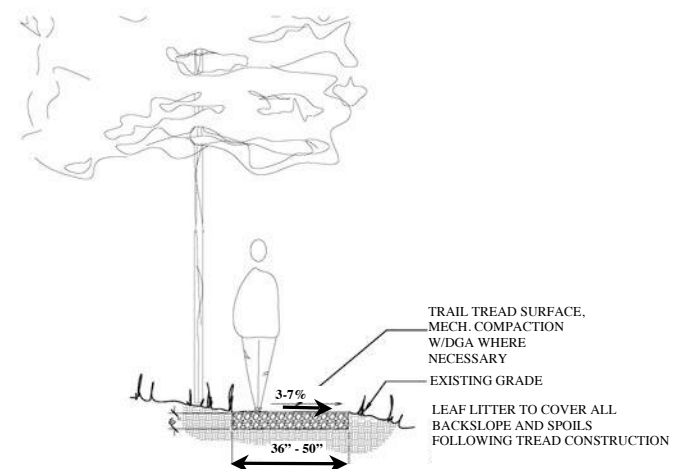 TRAIL TREAD SURFACE,
MECH. COMPACTION
W/DGA WHERE
NECESSARY
EXISTING GRADE
3-7%
LEAF LITTER TO COVER ALL
BACKSLOPE AND SPOILS
FOLLOWING TREAD CONSTRUCTION
36” - 50”